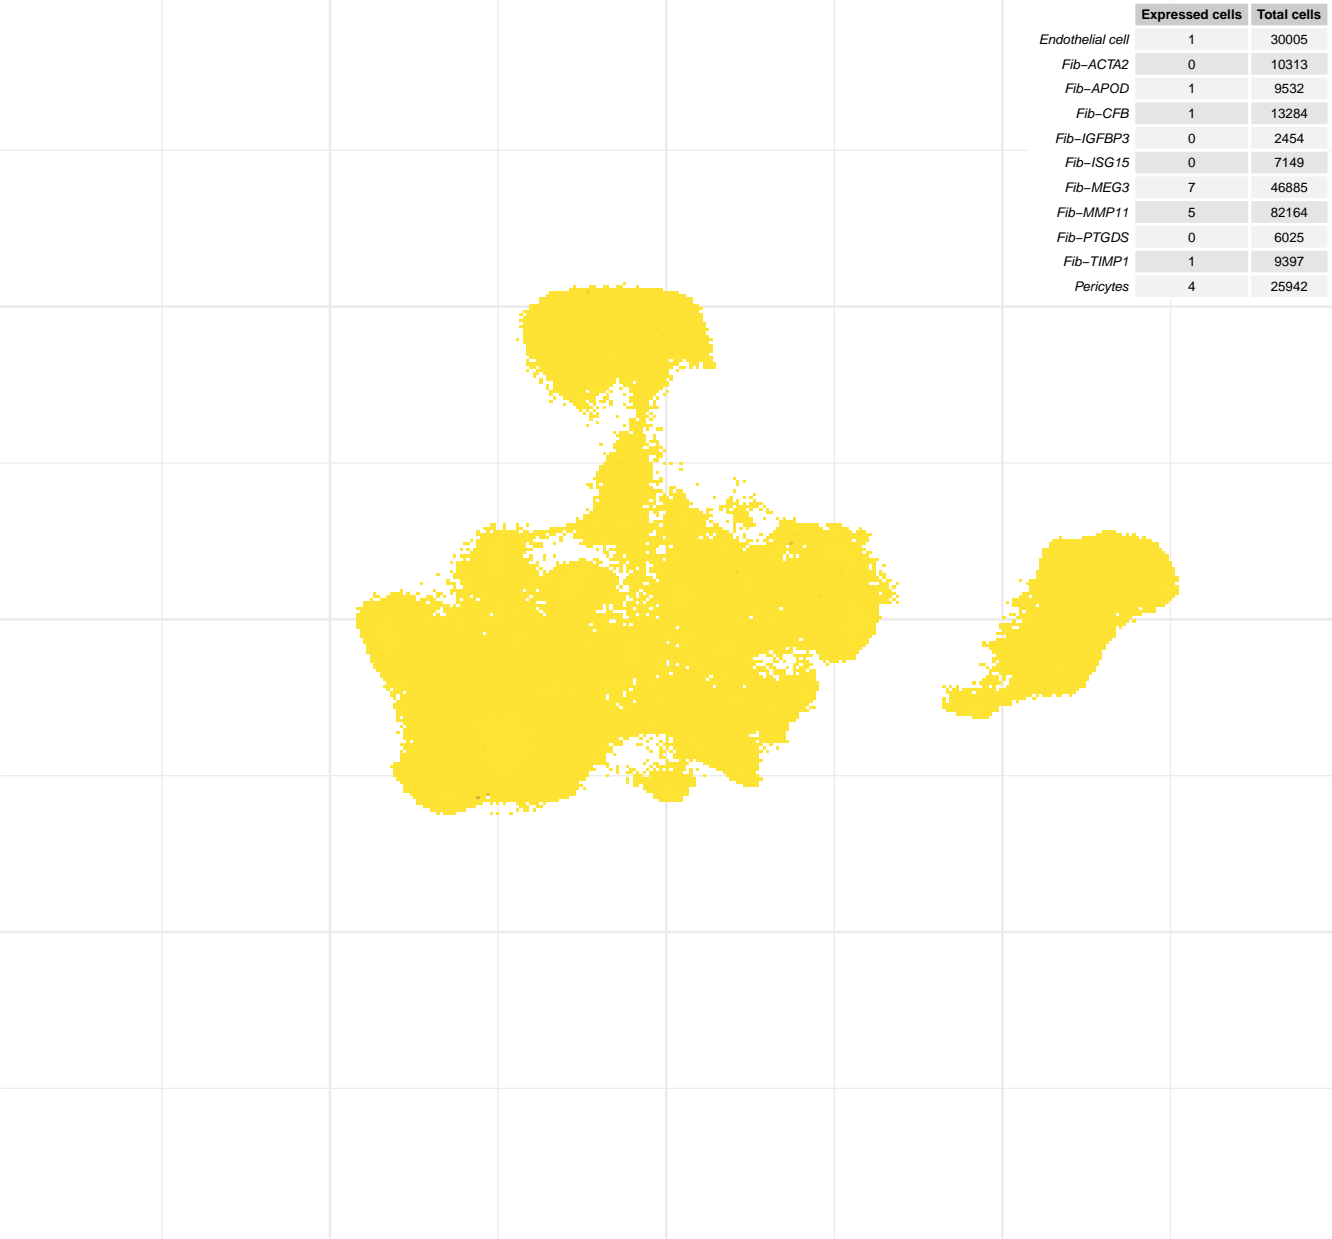 Expressed cells Total cells
Endothelial cell 1 30005
Fib−ACTA2 0 10313
Fib−APOD 1 9532
Fib−CFB 1 13284
Fib−IGFBP3 0 2454
Fib−ISG15 0 7149
Fib−MEG3 7 46885
Fib−MMP11 5 82164
Fib−PTGDS 0 6025
Fib−TIMP1 1 9397
Pericytes 4 25942